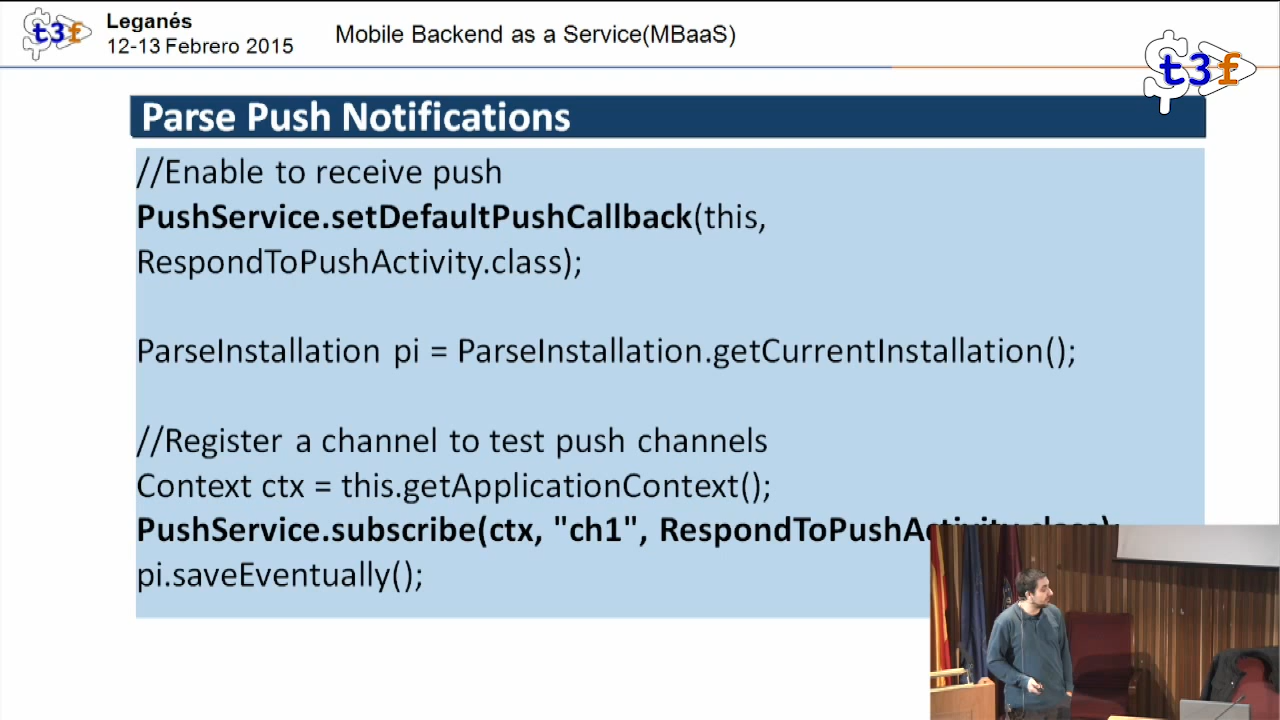 t3f
Leganés
12-13 Febrero 2015
Mobile Backend as a Service(MBaaS)
t3f
Parse Push Notifications
//Enable to receive push
PushService.setDefaultPushCallback(this,
RespondToPushActivity.class);
ParseInstallation pi = ParseInstallation.getCurrentInstallation();
//Register a channel to test push channels
Context ctx = this.getApplicationContext();
PushService.subscribe(ctx, "ch1", RespondToPushActivity.class);
pi.saveEventually();